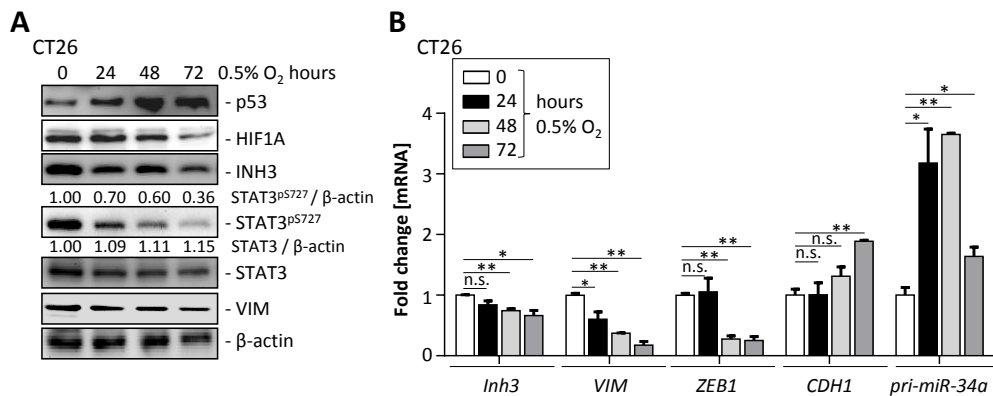 A
CT26
0 24 48 72 0.5% O₂ hours
- p53
- HIF1A
- INH3
1.00 0.70 0.60 0.36 STAT3ᵖˢ⁷²⁷ / β-actin
- STAT3ᵖˢ⁷²⁷
1.00 1.09 1.11 1.15 STAT3 / β-actin
- STAT3
- VIM
- β-actin
B
CT26
0
24
48
72
hours
0.5% O₂
Fold change [mRNA]
4
3
2
1
0
n.s. ** *
* ** **
n.s. ** **
n.s. n.s. **
* ** *
Inh3 VIM ZEB1 CDH1 pri-miR-34a